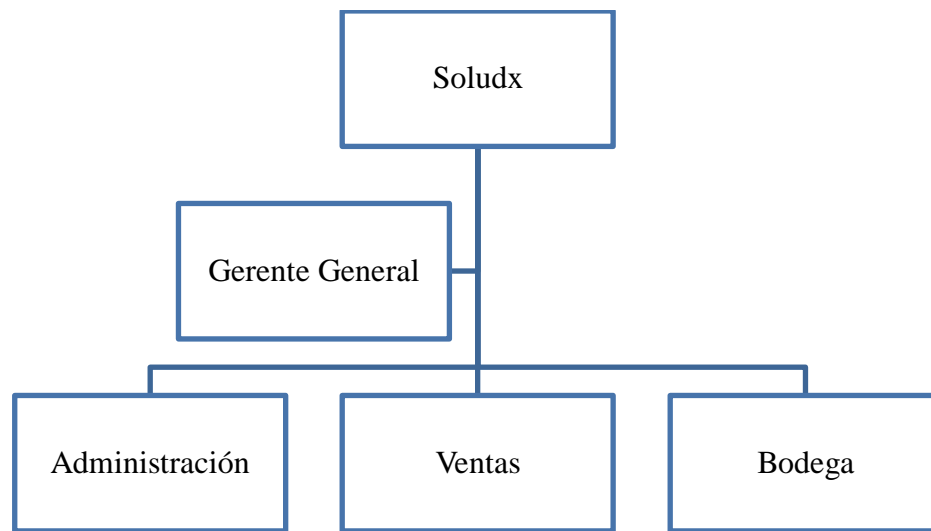 Soludx
Gerente General
Administración
Ventas
Bodega